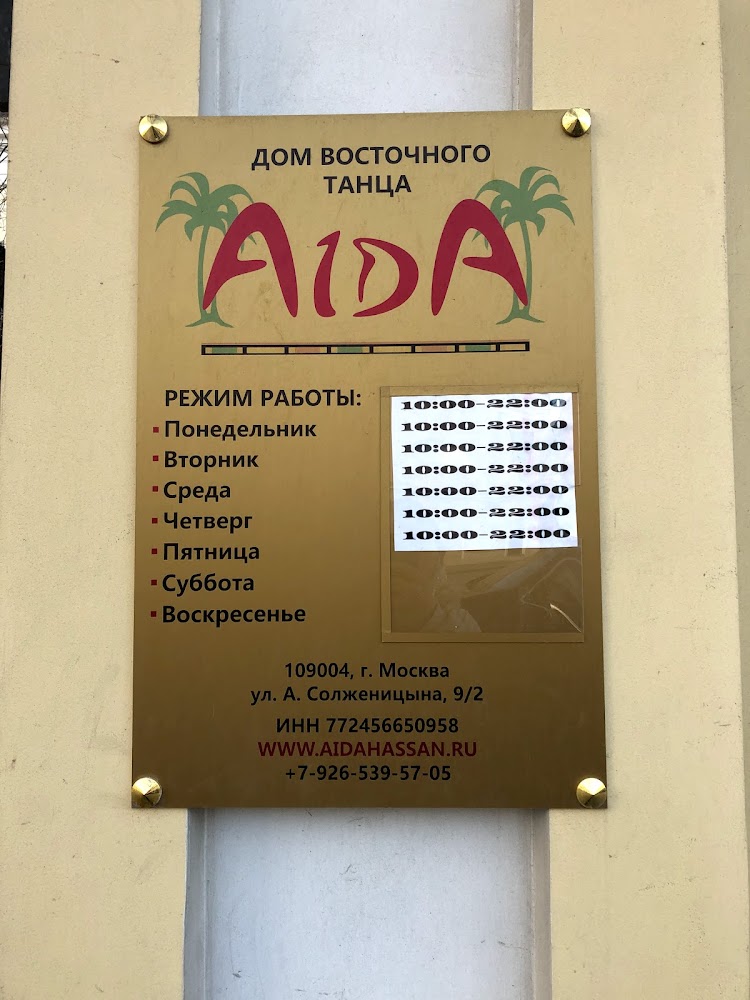 ДОМ ВОСТОЧНОГО
ТАНЦА
AIDA
РЕЖИМ РАБОТЫ:
Понедельник 10:00-22:00
Вторник 10:00-22:00
Среда 10:00-22:00
Четверг 10:00-22:00
Пятница 10:00-22:00
Суббота 10:00-22:00
Воскресенье 10:00-22:00
109004, г. Москва
ул. А. Солженицына, 9/2
ИНН 772456650958
WWW.AIDAHASSAN.RU
+7-926-539-57-05